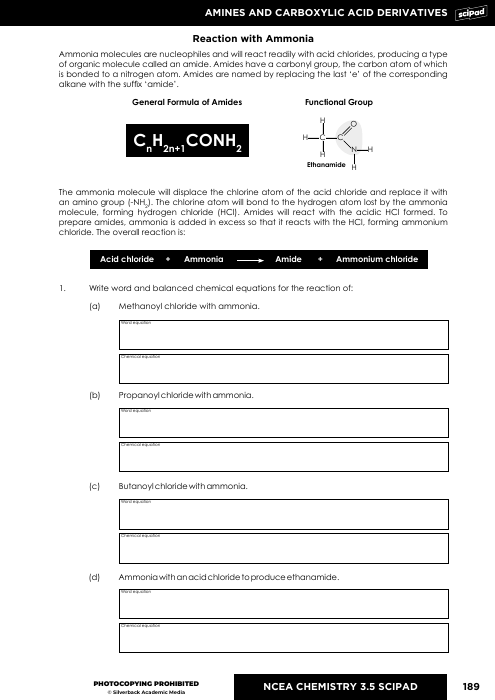 AMINES AND CARBOXYLIC ACID DERIVATIVES
scipad
Reaction with Ammonia
Ammonia molecules are nucleophiles and will react readily with acid chlorides, producing a type
of organic molecule called an amide. Amides have a carbonyl group, the carbon atom of which
is bonded to a nitrogen atom. Amides are named by replacing the last ‘e’ of the corresponding
alkane with the suffix ‘amide’.
General Formula of Amides
Functional Group
CnH2n+1CONH2
H
O
H C C
N H
H
H
Ethanamide
The ammonia molecule will displace the chlorine atom of the acid chloride and replace it with
an amino group (-NH2). The chlorine atom will bond to the hydrogen atom lost by the ammonia
molecule, forming hydrogen chloride (HCl). Amides will react with the acidic HCl formed. To
prepare amides, ammonia is added in excess so that it reacts with the HCl, forming ammonium
chloride. The overall reaction is:
Acid chloride + Ammonia → Amide + Ammonium chloride
1. Write word and balanced chemical equations for the reaction of:
(a) Methanoyl chloride with ammonia.
Word equation
Chemical equation
(b) Propanoyl chloride with ammonia.
Word equation
Chemical equation
(c) Butanoyl chloride with ammonia.
Word equation
Chemical equation
(d) Ammonia with an acid chloride to produce ethanamide.
Word equation
Chemical equation
PHOTOCOPYING PROHIBITED
© Silverback Academic Media
NCEA CHEMISTRY 3.5 SCIPAD
189